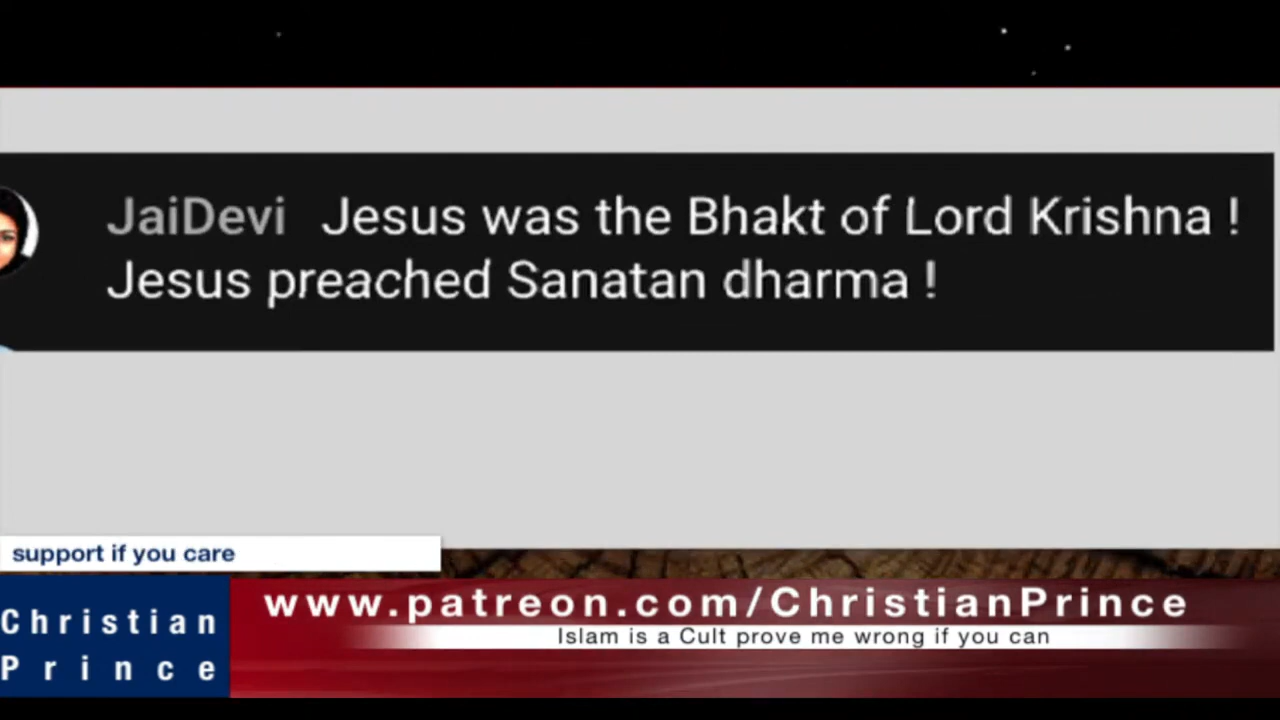 JaiDevi Jesus was the Bhakt of Lord Krishna !
Jesus preached Sanatan dharma !
support if you care
Christian
Prince
www.patreon.com/ChristianPrince
Islam is a Cult prove me wrong if you can